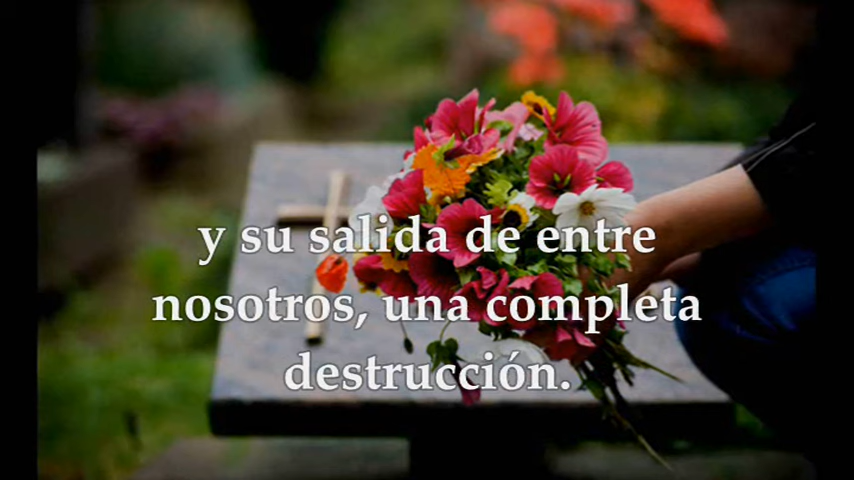 y su salida de entre
nosotros, una completa
destrucción.